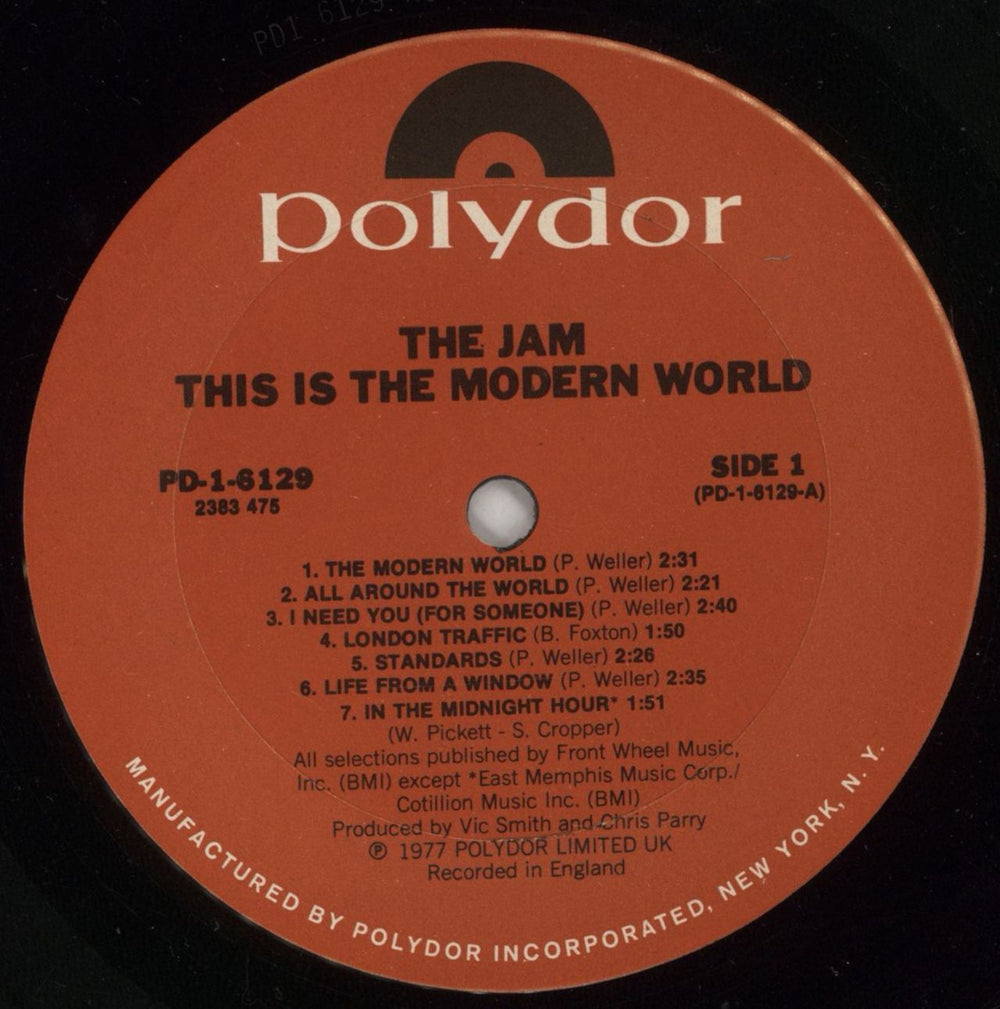 PD1 6129
polydor
THE JAM
THIS IS THE MODERN WORLD
PD-1-6129
2383 475
SIDE 1
(PD-1-6129-A)
1. THE MODERN WORLD (P. Weller) 2:31
2. ALL AROUND THE WORLD (P. Weller) 2:21
3. I NEED YOU (FOR SOMEONE) (P. Weller) 2:40
4. LONDON TRAFFIC (B. Foxton) 1:50
5. STANDARDS (P. Weller) 2:26
6. LIFE FROM A WINDOW (P. Weller) 2:35
7. IN THE MIDNIGHT HOUR* 1:51
(W. Pickett - S. Cropper)
All selections published by Front Wheel Music,
Inc. (BMI) except *East Memphis Music Corp./
Cotillion Music Inc. (BMI)
Produced by Vic Smith and Chris Parry
℗ 1977 POLYDOR LIMITED UK
Recorded in England
MANUFACTURED BY POLYDOR INCORPORATED, NEW YORK, N. Y.